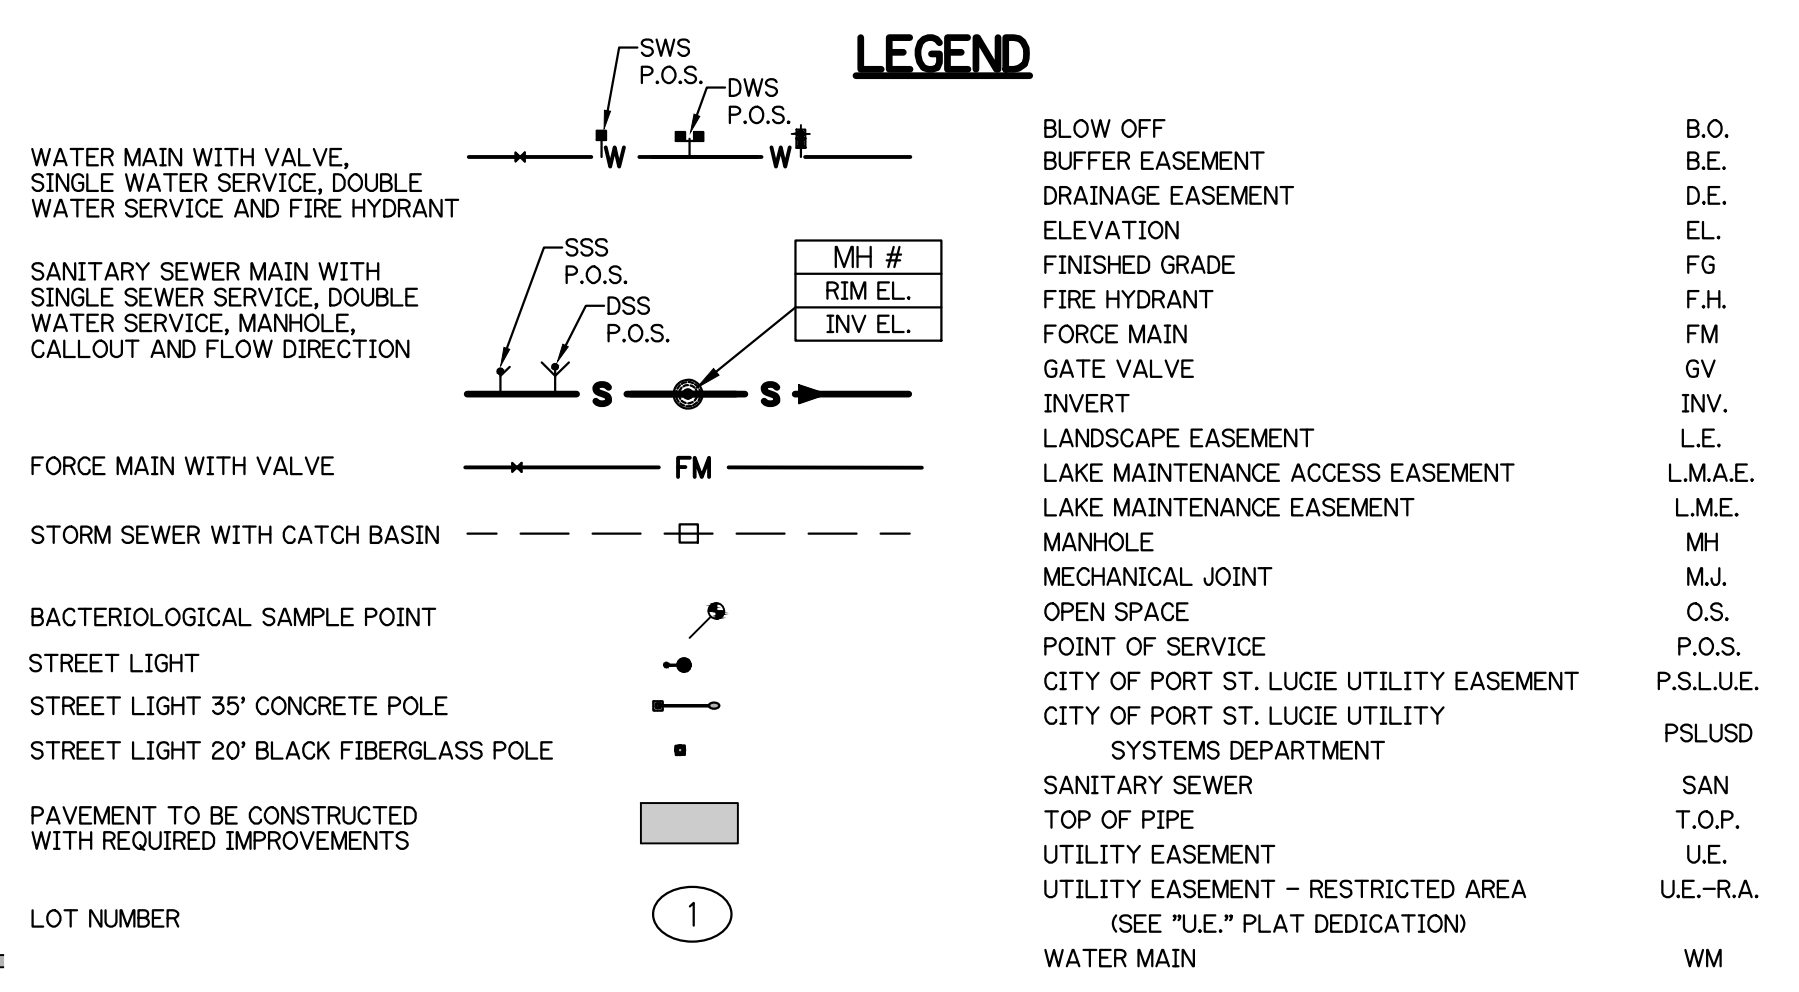 LEGEND
SWS
P.O.S.
DWS
P.O.S.
WATER MAIN WITH VALVE,
SINGLE WATER SERVICE, DOUBLE
WATER SERVICE AND FIRE HYDRANT
W W
SSS
P.O.S.
DSS
P.O.S.
MH #
RIM EL.
INV EL.
SANITARY SEWER MAIN WITH
SINGLE SEWER SERVICE, DOUBLE
WATER SERVICE, MANHOLE,
CALLOUT AND FLOW DIRECTION
S S
FORCE MAIN WITH VALVE FM
STORM SEWER WITH CATCH BASIN
BACTERIOLOGICAL SAMPLE POINT
STREET LIGHT
STREET LIGHT 35' CONCRETE POLE
STREET LIGHT 20' BLACK FIBERGLASS POLE
PAVEMENT TO BE CONSTRUCTED
WITH REQUIRED IMPROVEMENTS
LOT NUMBER 1
BLOW OFF B.O.
BUFFER EASEMENT B.E.
DRAINAGE EASEMENT D.E.
ELEVATION EL.
FINISHED GRADE FG
FIRE HYDRANT F.H.
FORCE MAIN FM
GATE VALVE GV
INVERT INV.
LANDSCAPE EASEMENT L.E.
LAKE MAINTENANCE ACCESS EASEMENT L.M.A.E.
LAKE MAINTENANCE EASEMENT L.M.E.
MANHOLE MH
MECHANICAL JOINT M.J.
OPEN SPACE O.S.
POINT OF SERVICE P.O.S.
CITY OF PORT ST. LUCIE UTILITY EASEMENT P.S.L.U.E.
CITY OF PORT ST. LUCIE UTILITY
SYSTEMS DEPARTMENT PSLUSD
SANITARY SEWER SAN
TOP OF PIPE T.O.P.
UTILITY EASEMENT U.E.
UTILITY EASEMENT - RESTRICTED AREA U.E.-R.A.
(SEE "U.E." PLAT DEDICATION)
WATER MAIN WM